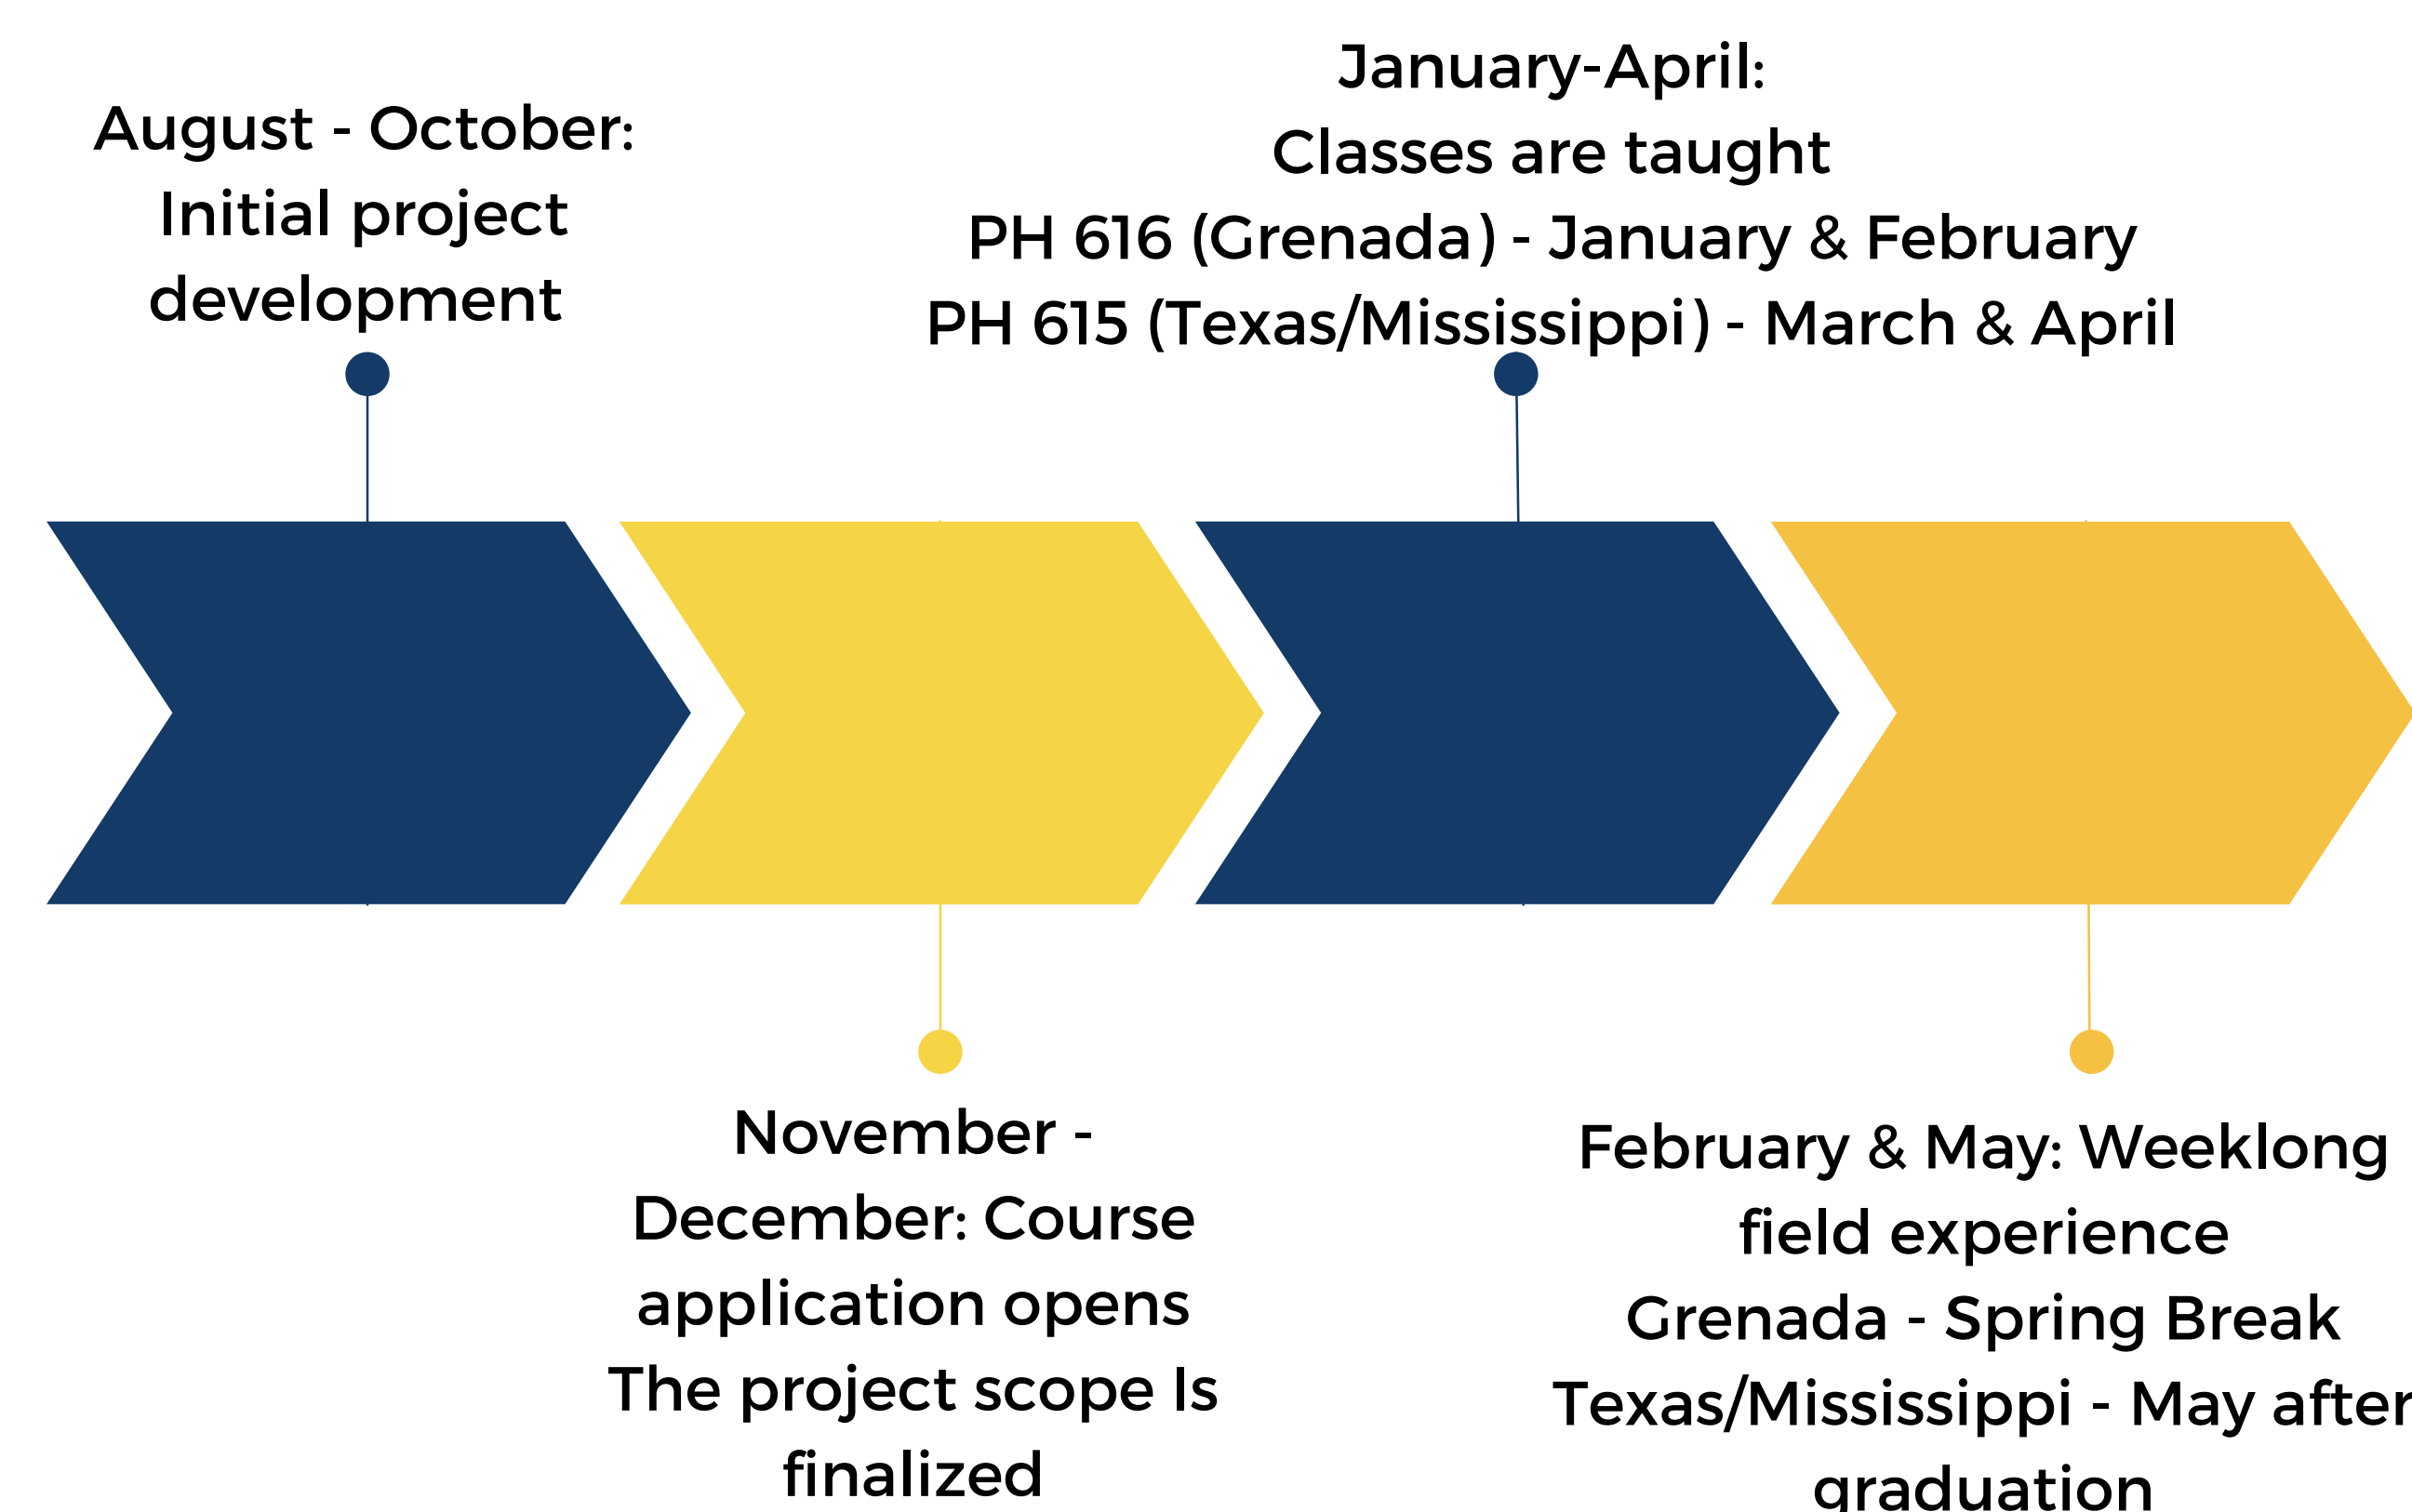 August - October:
Initial project
development
January-April:
Classes are taught
PH 616 (Grenada) - January & February
PH 615 (Texas/Mississippi) - March & April
November -
December: Course
application opens
The project scope Is
finalized
February & May: Weeklong
field experience
Grenada - Spring Break
Texas/Mississippi - May after
graduation